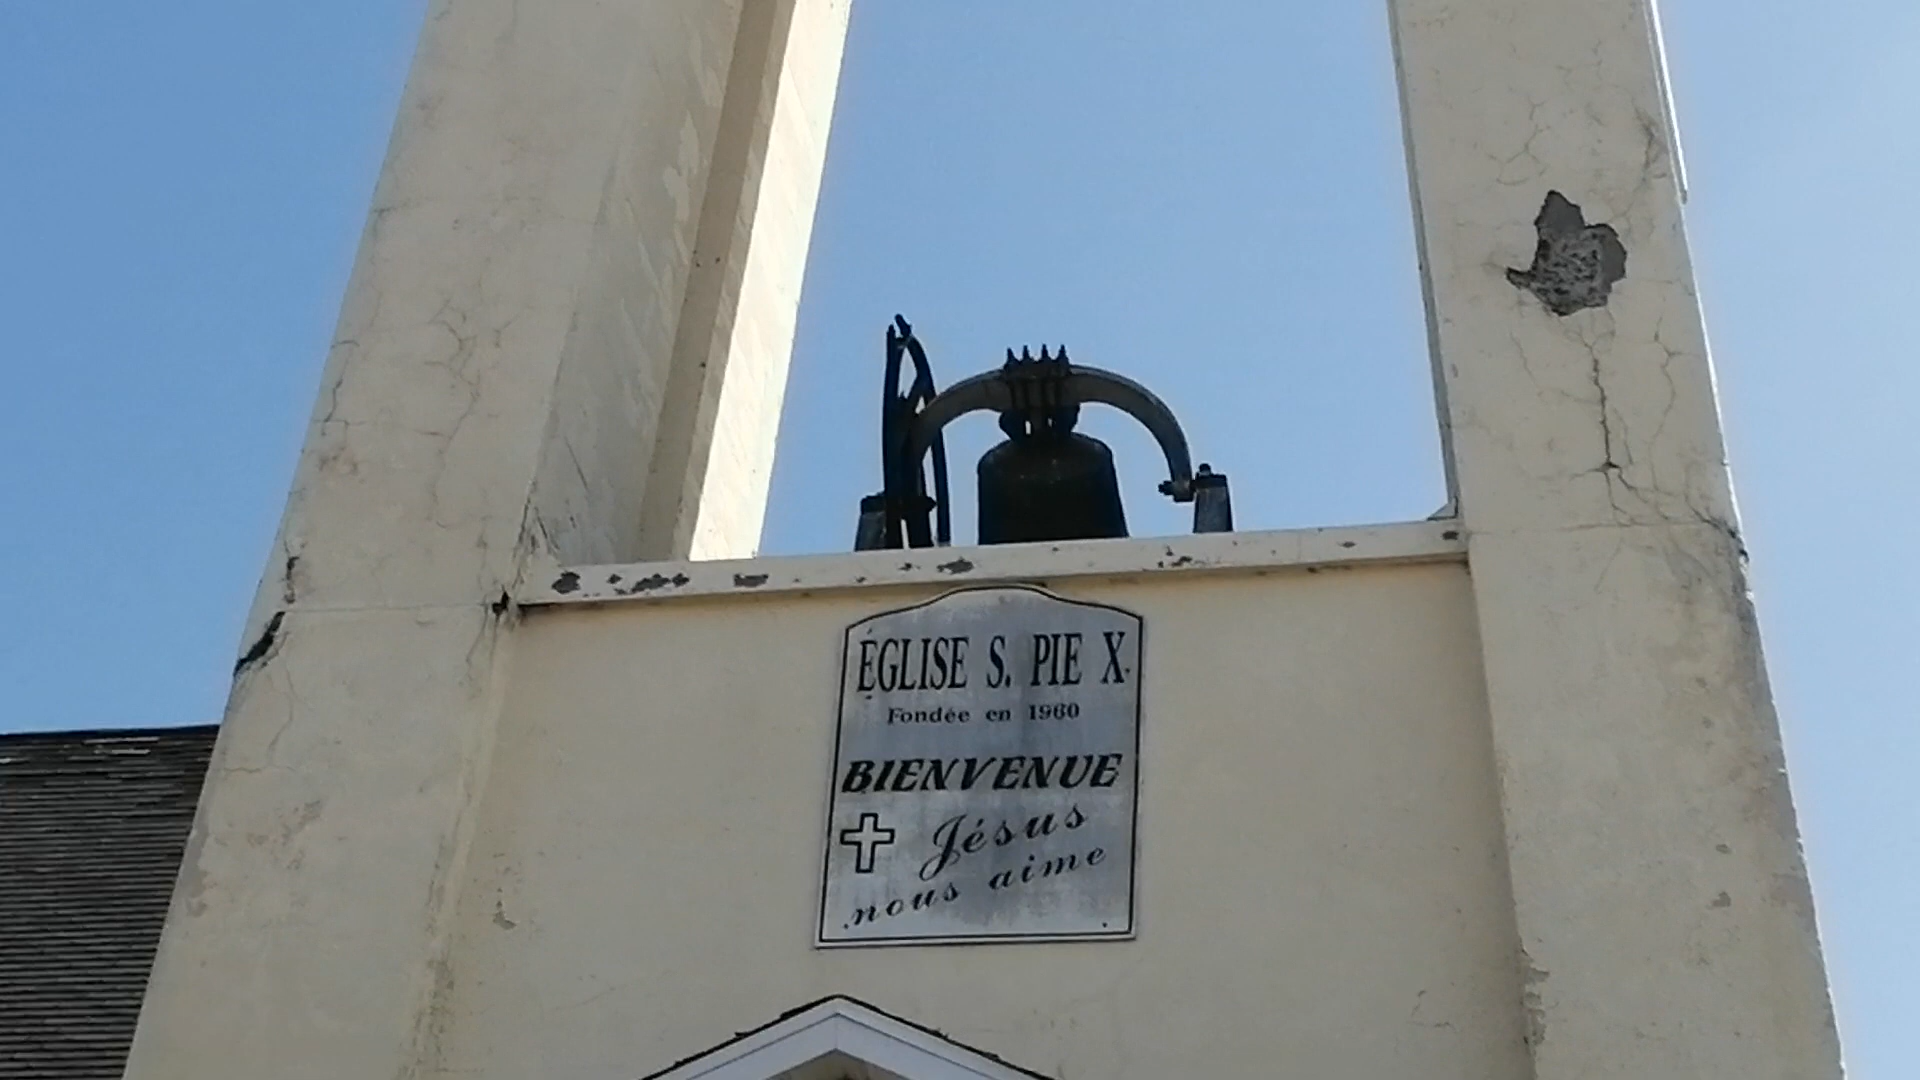 ÉGLISE S. PIE X
Fondée en 1960
BIENVENUE
Jésus
nous aime